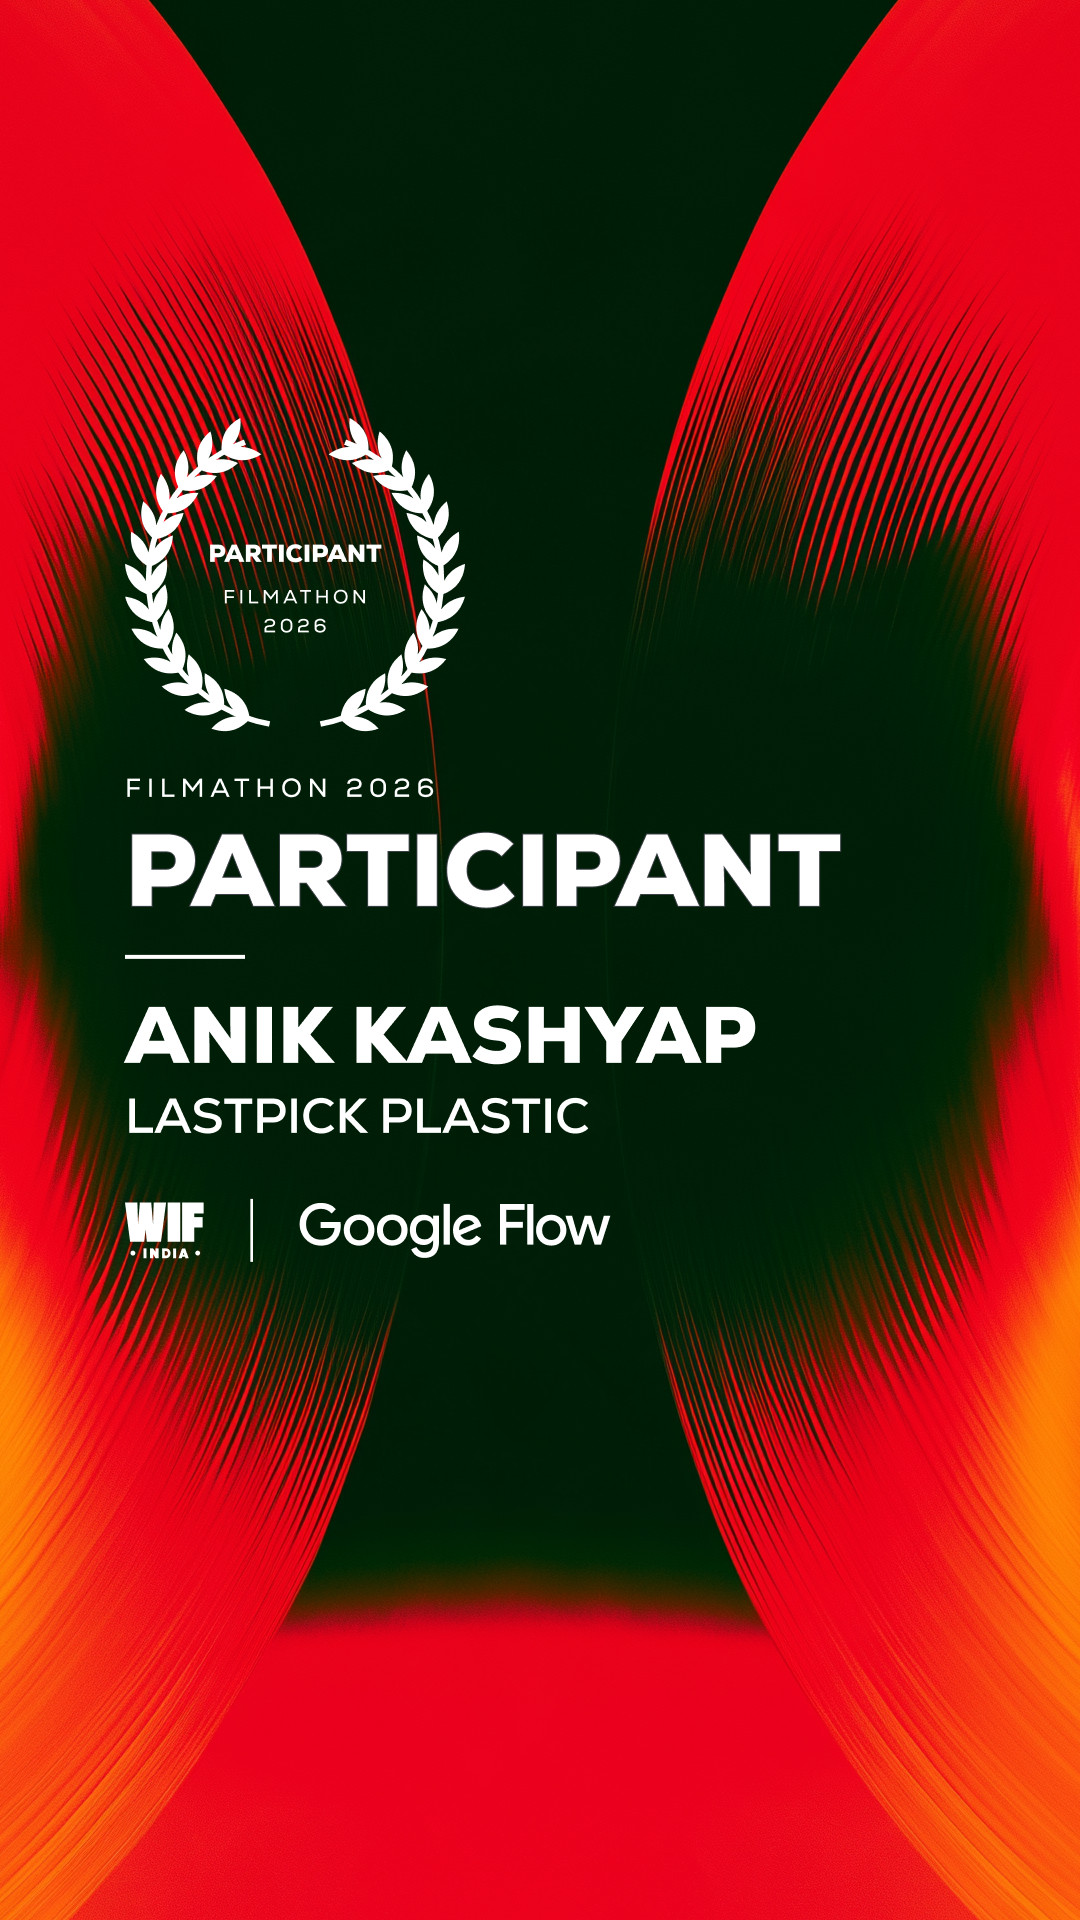 PARTICIPANT
FILMATHON
2026
FILMATHON 2026
PARTICIPANT
ANIK KASHYAP
LASTPICK PLASTIC
WIF
• INDIA •
Google Flow